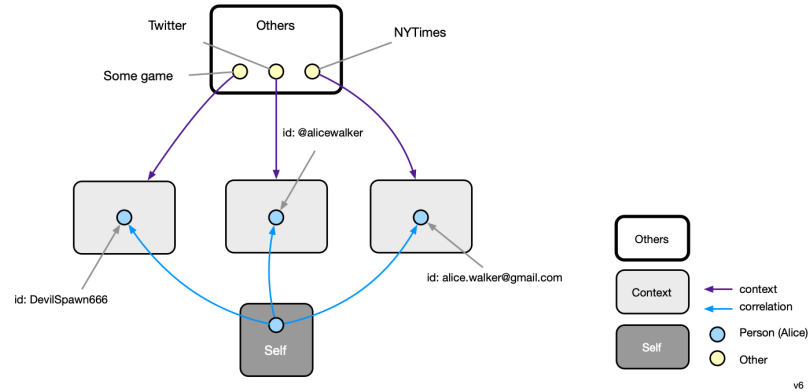 Twitter
Others
NYTimes
Some game
id: @alicewalker
id: alice.walker@gmail.com
id: DevilSpawn666
Self
Others
Context
context
correlation
Self
Person (Alice)
Other
v6